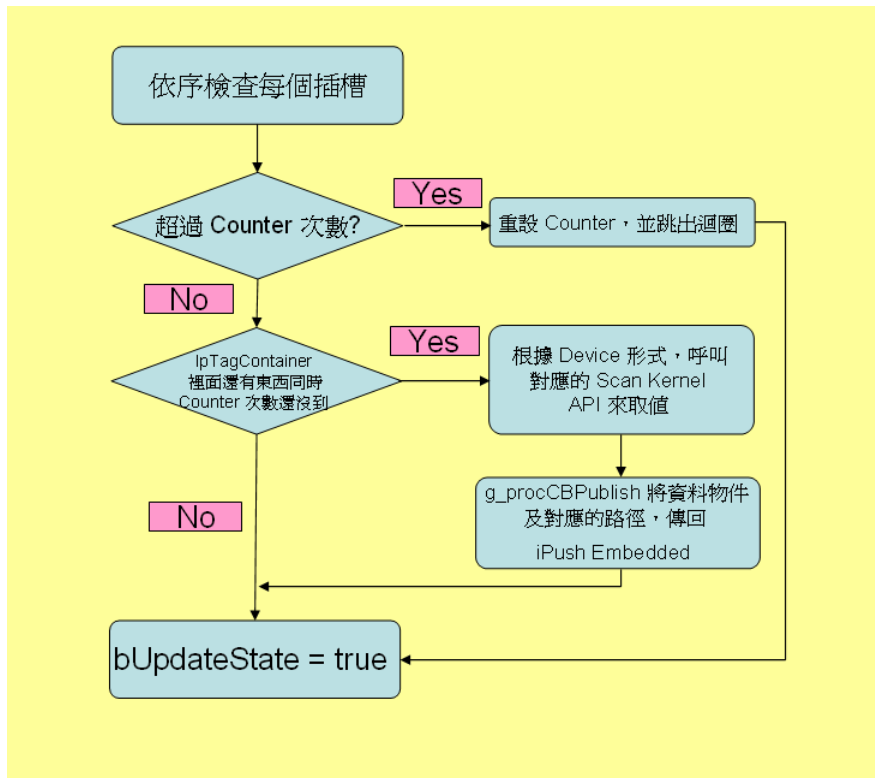 依序檢查每個插槽
超過 Counter 次數?
Yes
重設 Counter，並跳出迴圈
No
lpTagContainer
裡面還有東西同時
Counter 次數還沒到
Yes
根據 Device 形式，呼叫
對應的 Scan Kernel
API 來取值
No
g_procCBPublish 將資料物件
及對應的路徑，傳回
iPush Embedded
bUpdateState = true